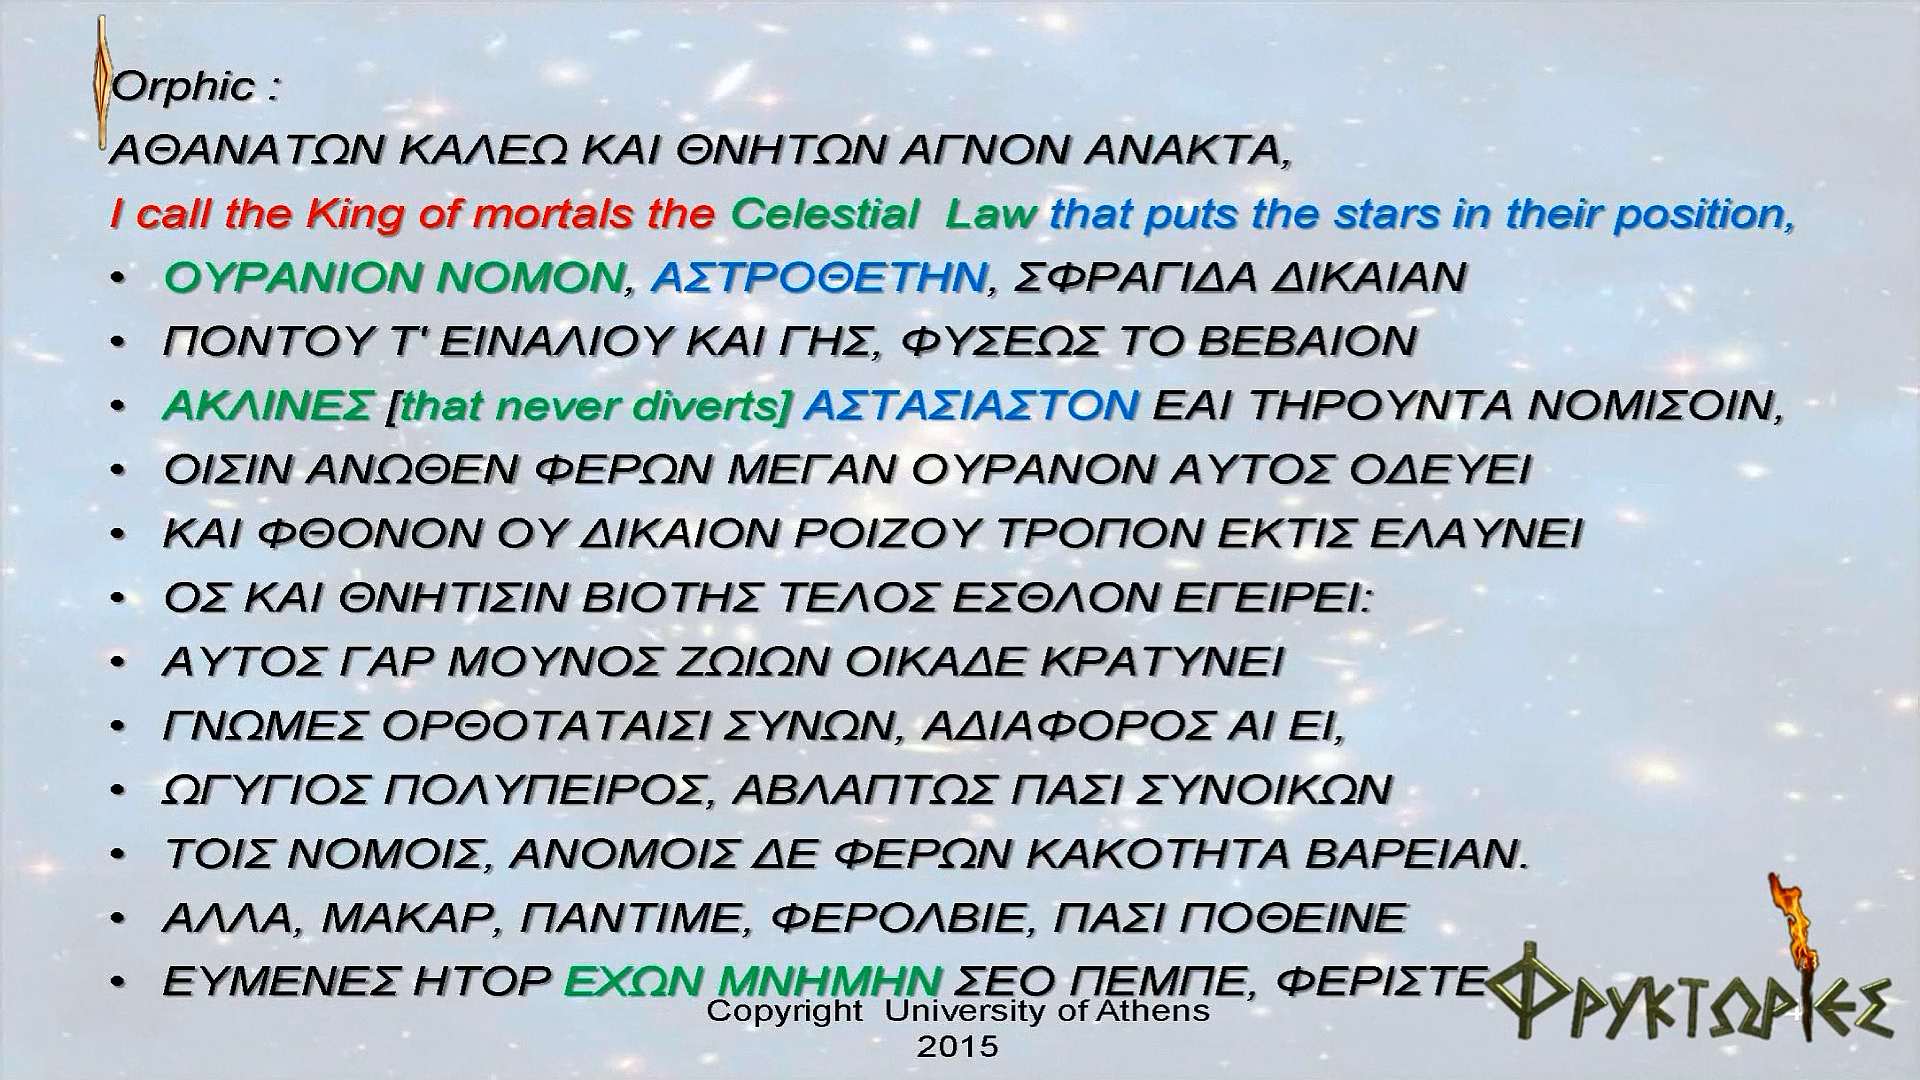 Orphic :
ΑΘΑΝΑΤΩΝ ΚΑΛΕΩ ΚΑΙ ΘΝΗΤΩΝ ΑΓΝΟΝ ΑΝΑΚΤΑ,
I call the King of mortals the Celestial Law that puts the stars in their position,
• ΟΥΡΑΝΙΟΝ ΝΟΜΟΝ, ΑΣΤΡΟΘΕΤΗΝ, ΣΦΡΑΓΙΔΑ ΔΙΚΑΙΑΝ
• ΠΟΝΤΟΥ Τ' ΕΙΝΑΛΙΟΥ ΚΑΙ ΓΗΣ, ΦΥΣΕΩΣ ΤΟ ΒΕΒΑΙΟΝ
• ΑΚΛΙΝΕΣ [that never diverts] ΑΣΤΑΣΙΑΣΤΟΝ ΕΑΙ ΤΗΡΟΥΝΤΑ ΝΟΜΙΣΟΙΝ,
• ΟΙΣΙΝ ΑΝΩΘΕΝ ΦΕΡΩΝ ΜΕΓΑΝ ΟΥΡΑΝΟΝ ΑΥΤΟΣ ΟΔΕΥΕΙ
• ΚΑΙ ΦΘΟΝΟΝ ΟΥ ΔΙΚΑΙΟΝ ΡΟΙΖΟΥ ΤΡΟΠΟΝ ΕΚΤΙΣ ΕΛΑΥΝΕΙ
• ΟΣ ΚΑΙ ΘΝΗΤΙΣΙΝ ΒΙΟΤΗΣ ΤΕΛΟΣ ΕΣΘΛΟΝ ΕΓΕΙΡΕΙ:
• ΑΥΤΟΣ ΓΑΡ ΜΟΥΝΟΣ ΖΩΙΩΝ ΟΙΚΑΔΕ ΚΡΑΤΥΝΕΙ
• ΓΝΩΜΕΣ ΟΡΘΟΤΑΤΑΙΣΙ ΣΥΝΩΝ, ΑΔΙΑΦΟΡΟΣ ΑΙ ΕΙ,
• ΩΓΥΓΙΟΣ ΠΟΛΥΠΕΙΡΟΣ, ΑΒΛΑΠΤΩΣ ΠΑΣΙ ΣΥΝΟΙΚΩΝ
• ΤΟΙΣ ΝΟΜΟΙΣ, ΑΝΟΜΟΙΣ ΔΕ ΦΕΡΩΝ ΚΑΚΟΤΗΤΑ ΒΑΡΕΙΑΝ.
• ΑΛΛΑ, ΜΑΚΑΡ, ΠΑΝΤΙΜΕ, ΦΕΡΟΛΒΙΕ, ΠΑΣΙ ΠΟΘΕΙΝΕ
• ΕΥΜΕΝΕΣ ΗΤΟΡ ΕΧΩΝ ΜΝΗΜΗΝ ΣΕΟ ΠΕΜΠΕ, ΦΕΡΙΣΤΕ
Copyright University of Athens
2015
ΦΡΥΚΤΩΡΙΕΣ